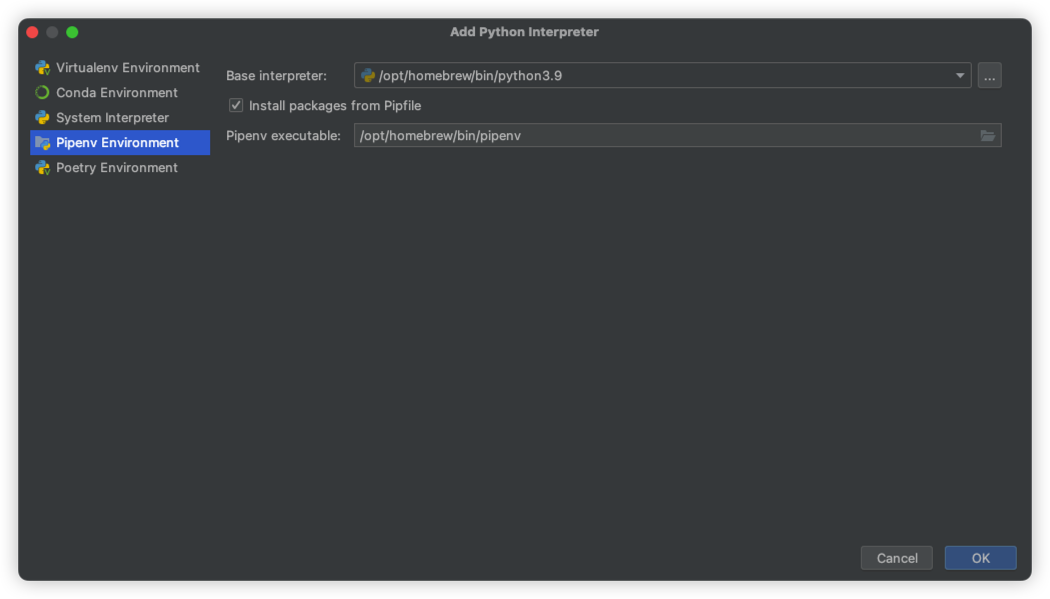 Add Python Interpreter
Virtualenv Environment
Conda Environment
System Interpreter
Pipenv Environment
Poetry Environment
Base interpreter: /opt/homebrew/bin/python3.9 ...
Install packages from Pipfile
Pipenv executable: /opt/homebrew/bin/pipenv
Cancel OK